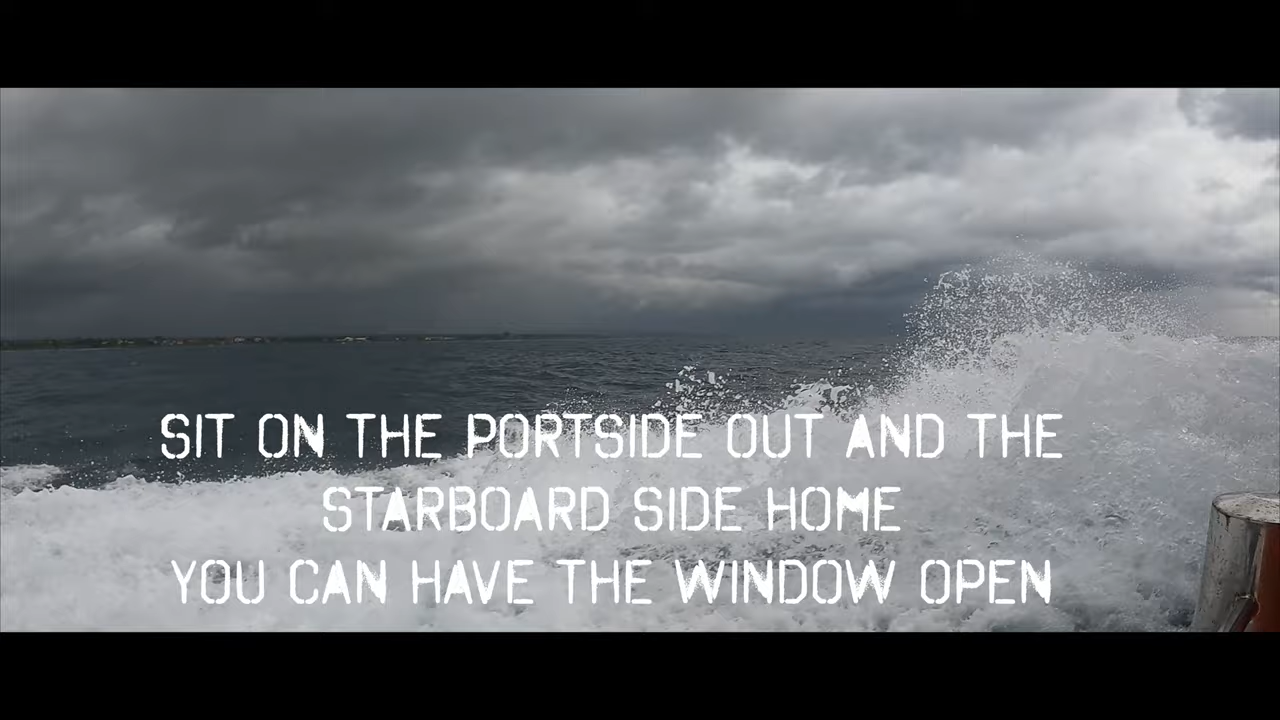 SIT ON THE PORTSIDE OUT AND THE
STARBOARD SIDE HOME
YOU CAN HAVE THE WINDOW OPEN